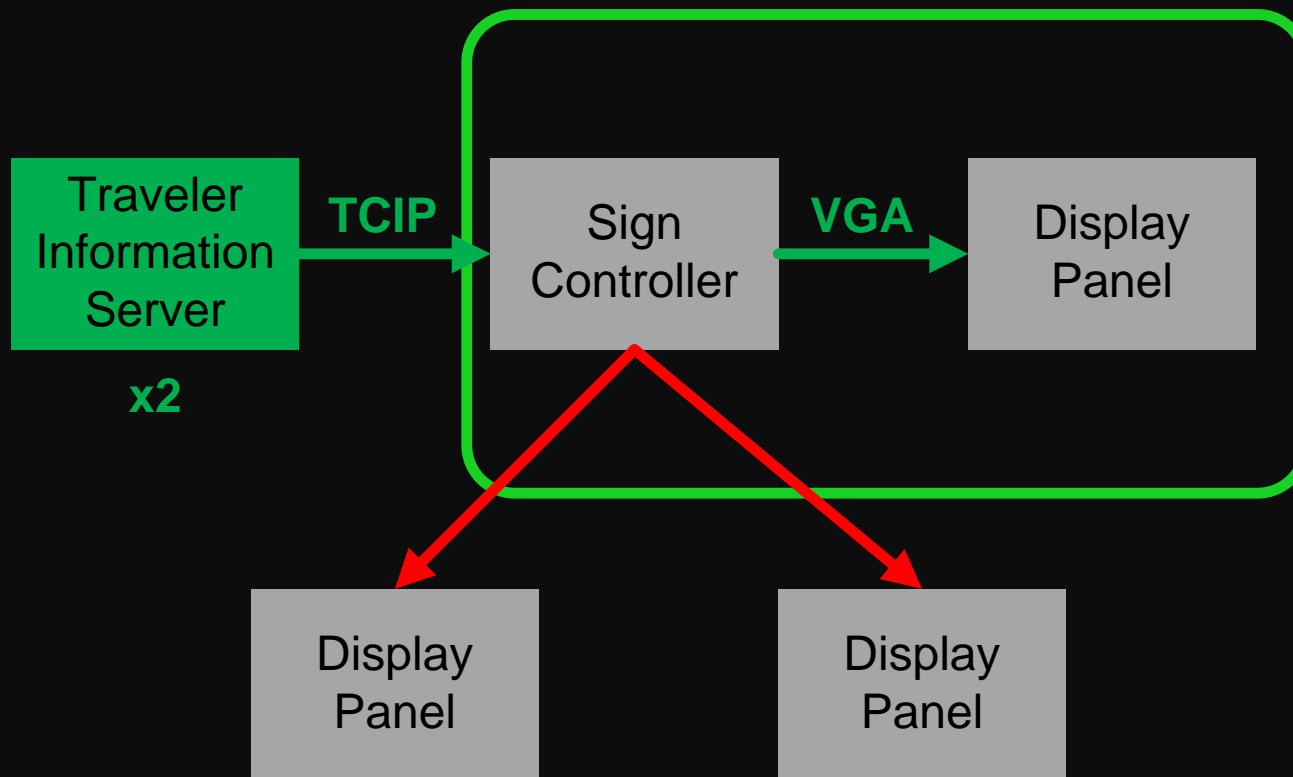 Traveler
Information
Server
TCIP
Sign
Controller
VGA
Display
Panel
x2
Display
Panel
Display
Panel